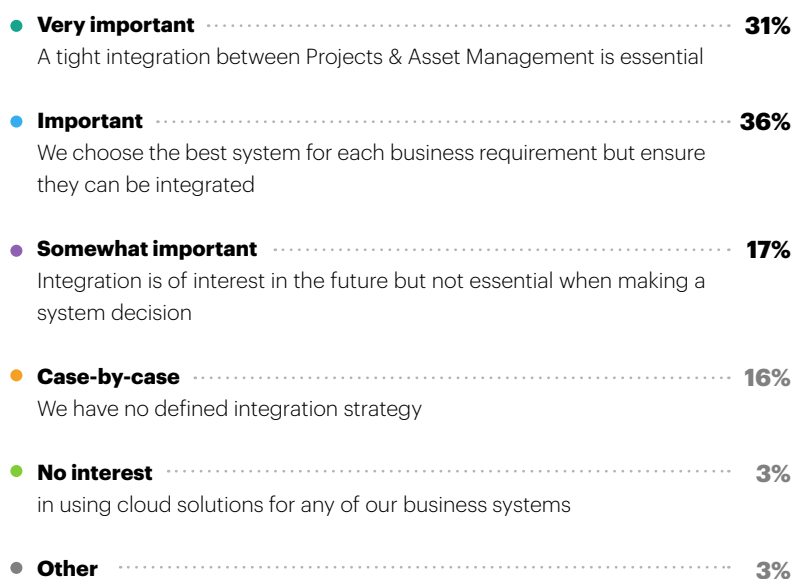 Very important 31%
A tight integration between Projects & Asset Management is essential
Important 36%
We choose the best system for each business requirement but ensure
they can be integrated
Somewhat important 17%
Integration is of interest in the future but not essential when making a
system decision
Case-by-case 16%
We have no defined integration strategy
No interest 3%
in using cloud solutions for any of our business systems
Other 3%